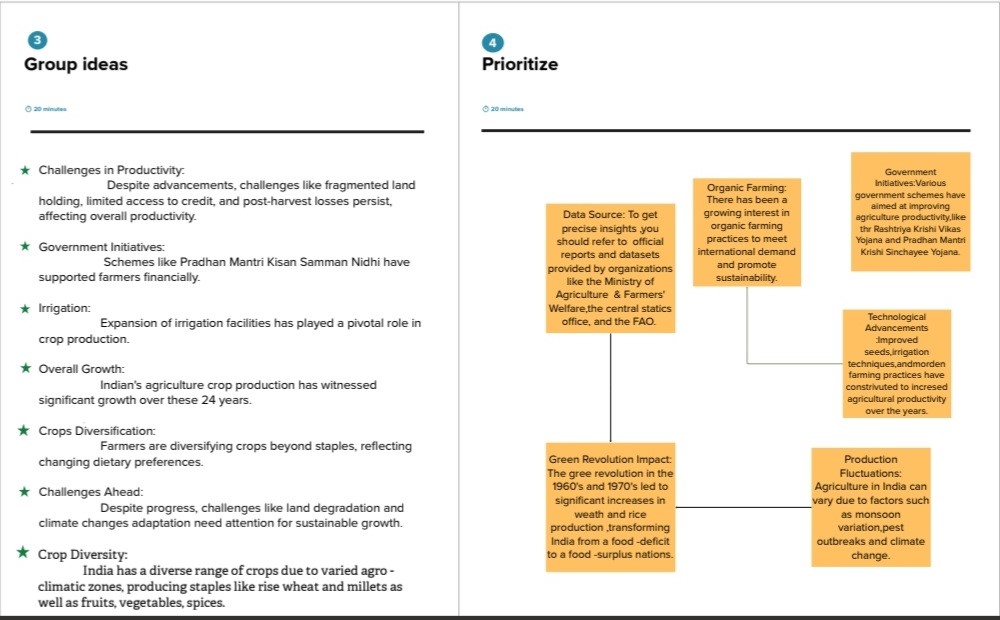 3
Group ideas
20 minutes
Challenges in Productivity:
Despite advancements, challenges like fragmented land
holding, limited access to credit, and post-harvest losses persist,
affecting overall productivity.
Government Initiatives:
Schemes like Pradhan Mantri Kisan Samman Nidhi have
supported farmers financially.
Irrigation:
Expansion of irrigation facilities has played a pivotal role in
crop production.
Overall Growth:
Indian's agriculture crop production has witnessed
significant growth over these 24 years.
Crops Diversification:
Farmers are diversifying crops beyond staples, reflecting
changing dietary preferences.
Challenges Ahead:
Despite progress, challenges like land degradation and
climate changes adaptation need attention for sustainable growth.
Crop Diversity:
India has a diverse range of crops due to varied agro -
climatic zones, producing staples like rise wheat and millets as
well as fruits, vegetables, spices.
4
Prioritize
20 minutes
Data Source: To get
precise insights ,you
should refer to official
reports and datasets
provided by organizations
like the Ministry of
Agriculture & Farmers'
Welfare,the central statics
office, and the FAO.
Organic Farming:
There has been a
growing interest in
organic farming
practices to meet
international demand
and promote
sustainability.
Government
Initiatives:Various
government schemes have
aimed at improving
agriculture productivity,like
thr Rashtriya Krishi Vikas
Yojana and Pradhan Mantri
Krishi Sinchayee Yojana.
Technological
Advancements
:Improved
seeds,irrigation
techniques,andmorden
farming practices have
constrivuted to incresed
agricultural productivity
over the years.
Green Revolution Impact:
The gree revolution in the
1960's and 1970's led to
significant increases in
weath and rice
production ,transforming
India from a food -deficit
to a food -surplus nations.
Production
Fluctuations:
Agriculture in India can
vary due to factors such
as monsoon
variation,pest
outbreaks and climate
change.